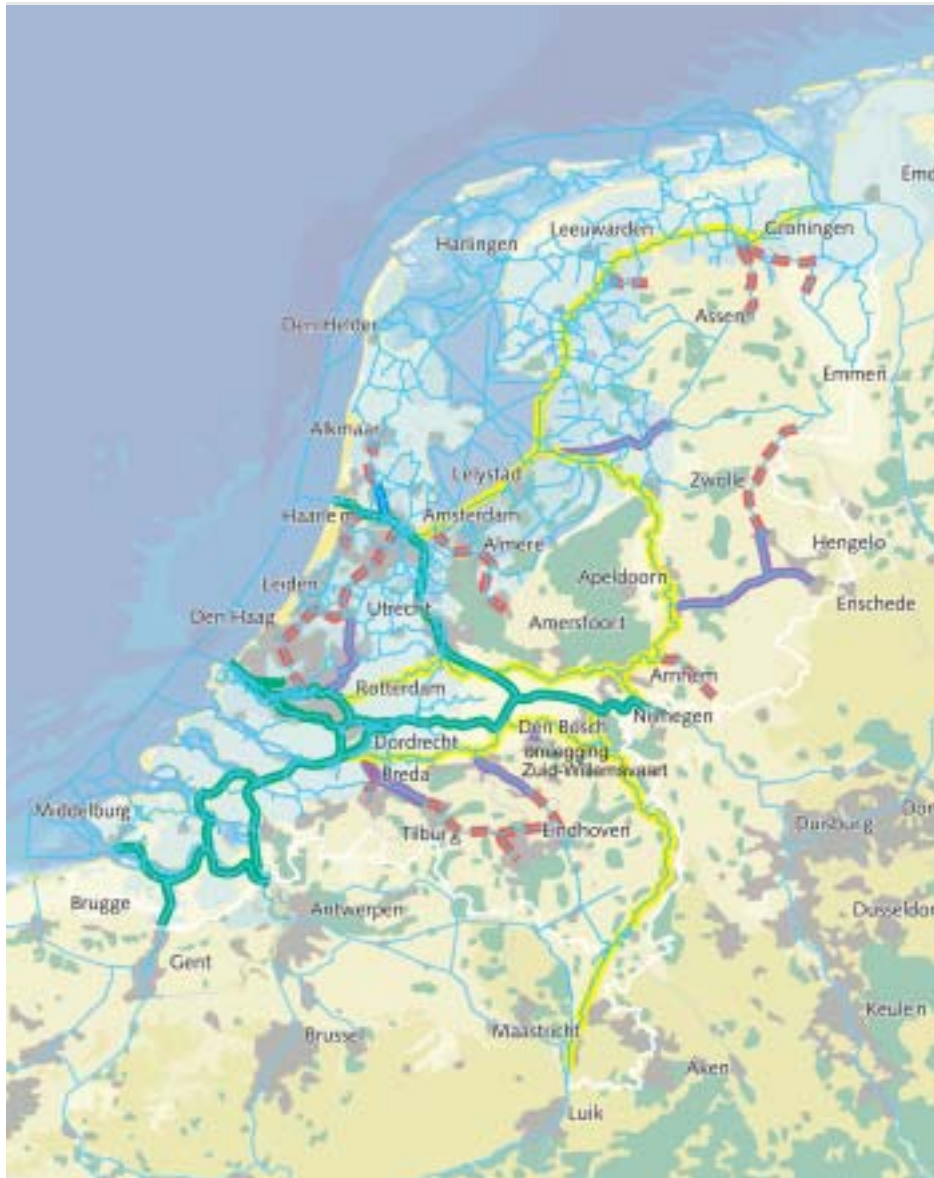 Emd
Groningen
Leeuwarden
Harlingen
Assen
Den Helder
Emmen
Alkmaar
Lelystad
Zwolle
Haarlem
Amsterdam
Almere
Hengelo
Leiden
Apeldoorn
Enschede
Utrecht
Den Haag
Amersfoort
Arnhem
Rotterdam
Nijmegen
Den Bosch
Dordrecht
omlegging
Zuid-Willemsvaart
Breda
Middelburg
Tilburg
Eindhoven
Duisburg
Dor
Brugge
Antwerpen
Dusseldor
Gent
Keulen
Brussel
Maastricht
Aken
Luik